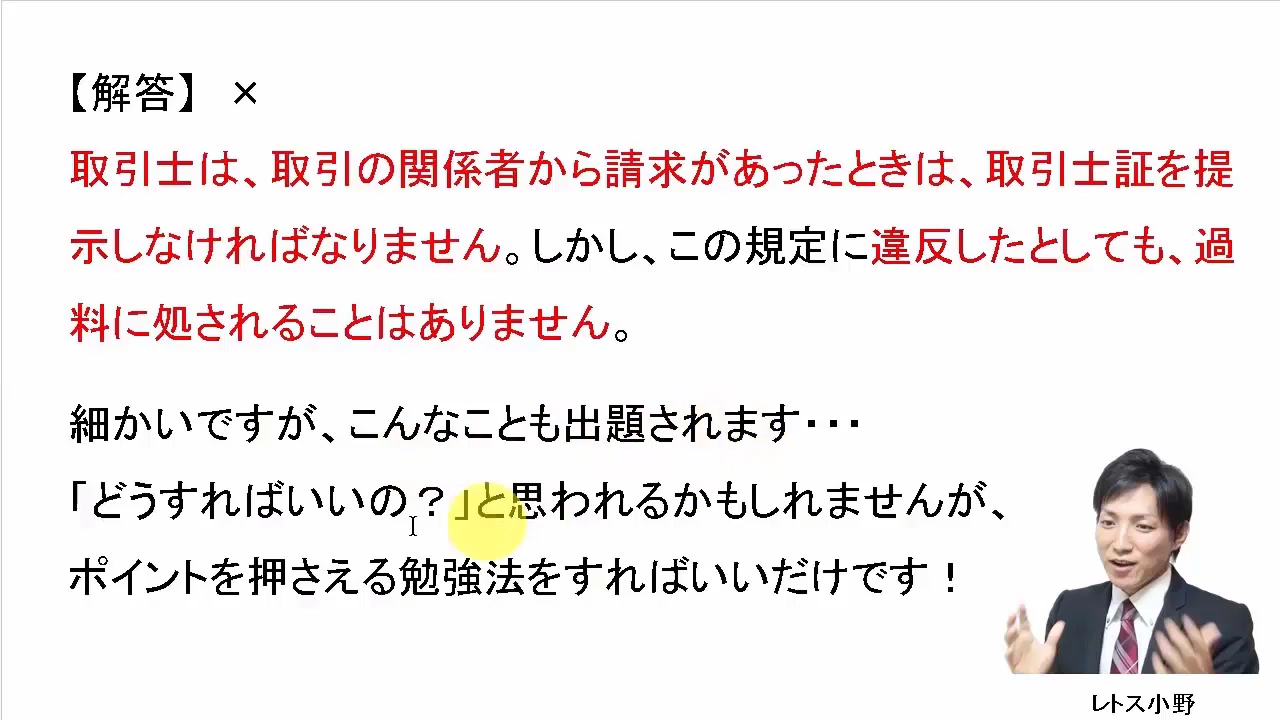 【解答】 ×
取引士は、取引の関係者から請求があったときは、取引士証を提
示しなければなりません。しかし、この規定に違反したとしても、過
料に処されることはありません。
細かいですが、こんなことも出題されます・・・
「どうすればいいの？」と思われるかもしれませんが、
ポイントを押さえる勉強法をすればいいだけです！
レトス小野